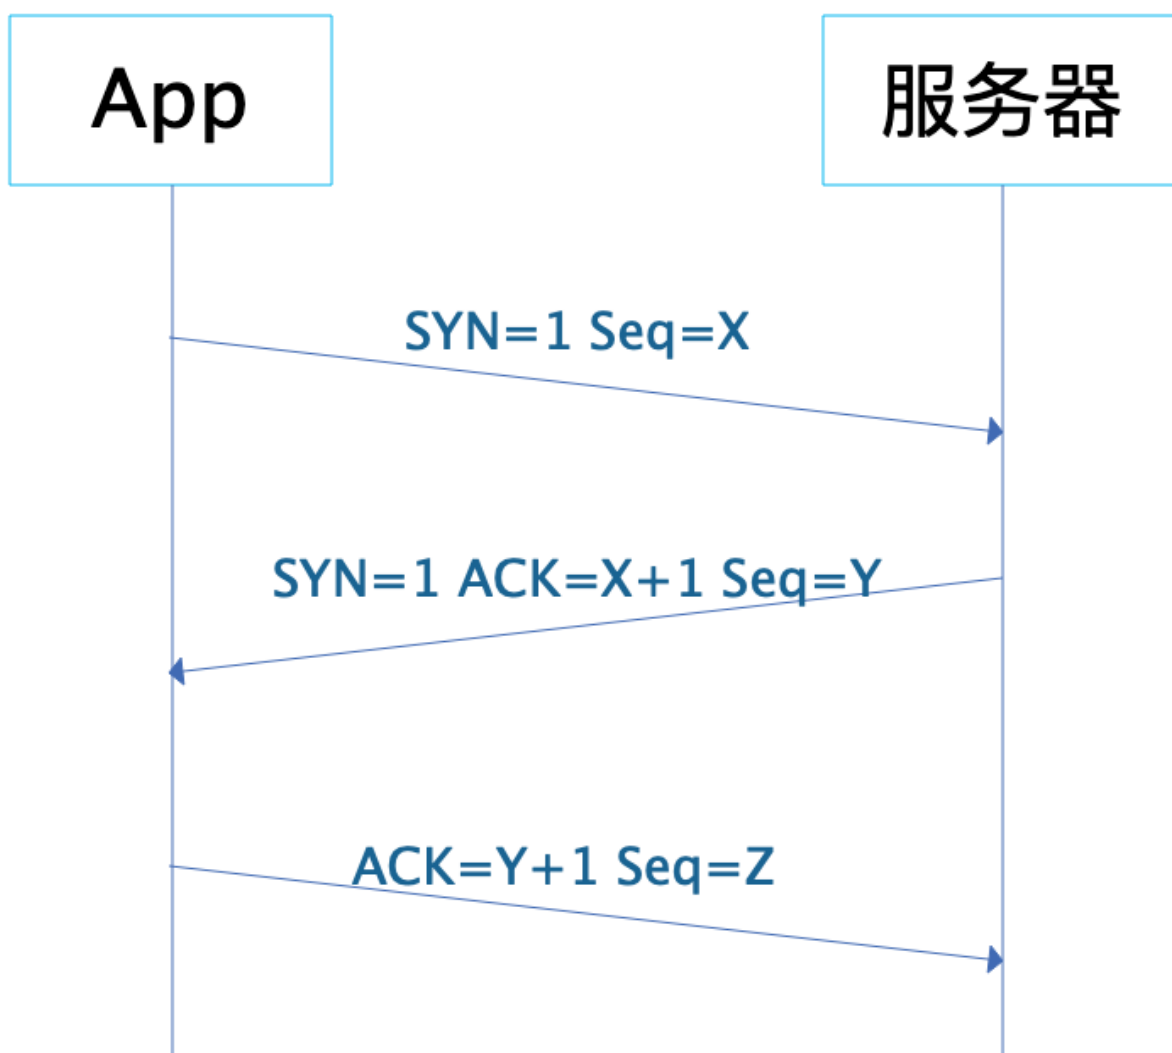 App
服务器
SYN=1 Seq=X
SYN=1 ACK=X+1 Seq=Y
ACK=Y+1 Seq=Z